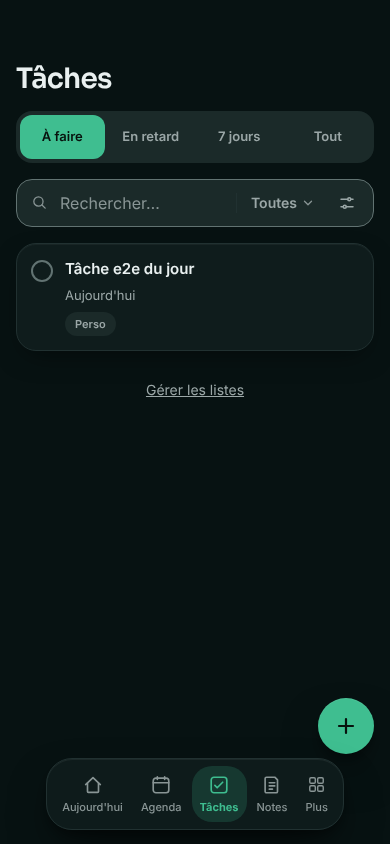 Tâches
À faire
En retard
7 jours
Tout
Rechercher...
Toutes
Tâche e2e du jour
Aujourd'hui
Perso
Gérer les listes
Aujourd'hui
Agenda
Tâches
Notes
Plus